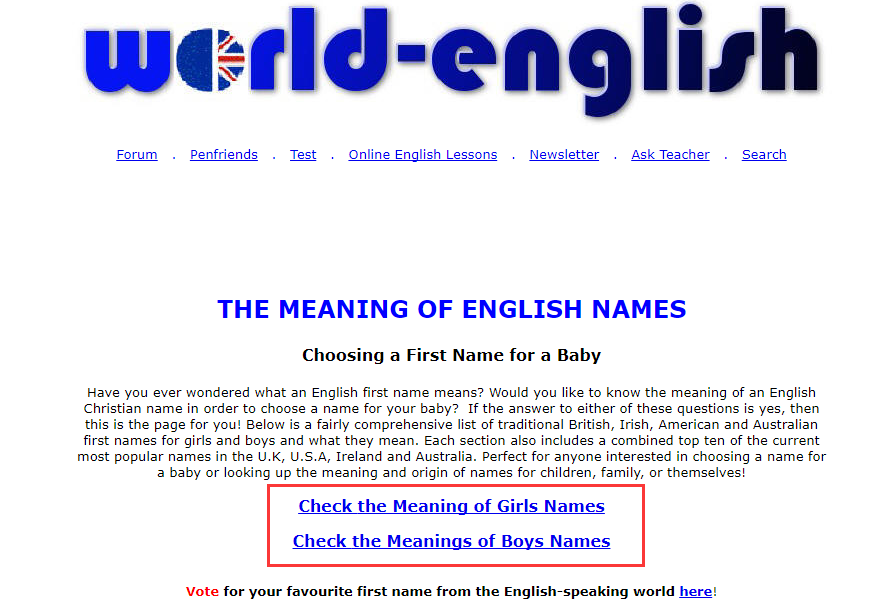 world-english
Forum . Penfriends . Test . Online English Lessons . Newsletter . Ask Teacher . Search
THE MEANING OF ENGLISH NAMES
Choosing a First Name for a Baby
Have you ever wondered what an English first name means? Would you like to know the meaning of an English
Christian name in order to choose a name for your baby?  If the answer to either of these questions is yes, then
this is the page for you! Below is a fairly comprehensive list of traditional British, Irish, American and Australian
first names for girls and boys and what they mean. Each section also includes a combined top ten of the current
most popular names in the U.K, U.S.A, Ireland and Australia. Perfect for anyone interested in choosing a name for
a baby or looking up the meaning and origin of names for children, family, or themselves!
Check the Meaning of Girls Names
Check the Meanings of Boys Names
Vote for your favourite first name from the English-speaking world here!